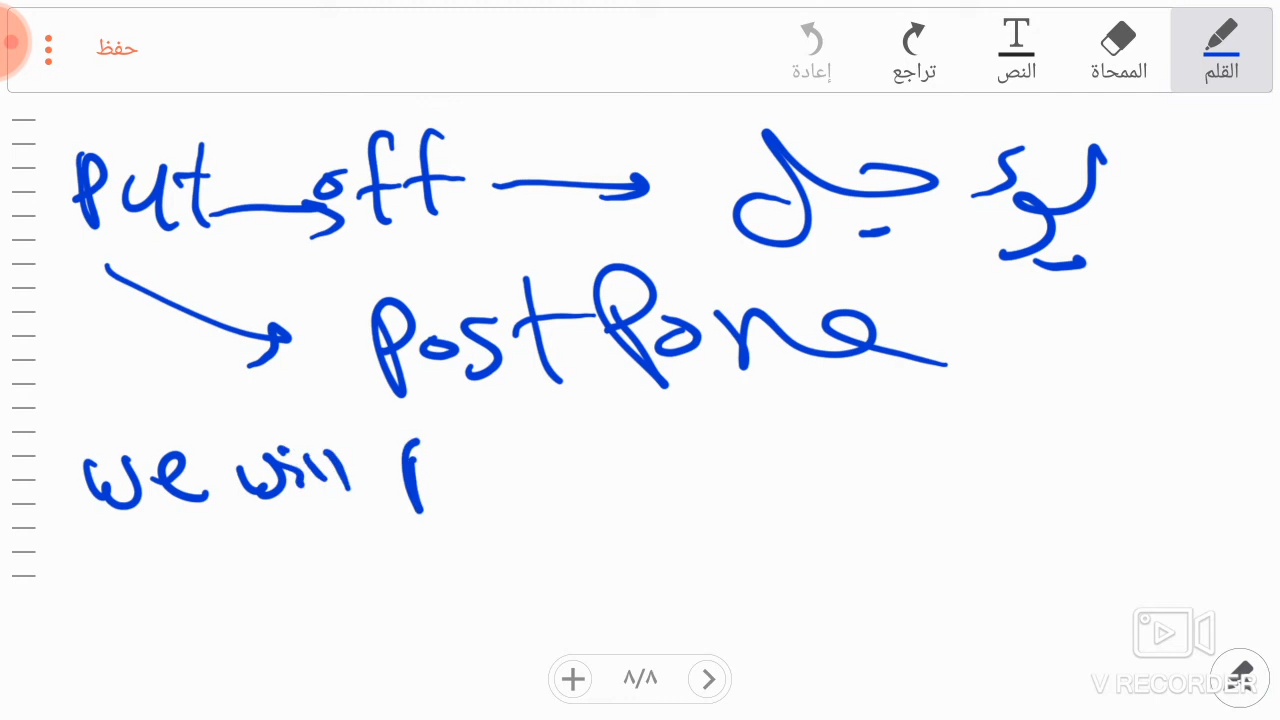 حفظ إعادة تراجع النص الممحاة القلم
put off → يؤجل
postpone
we will p
٨/٨
V RECORDER